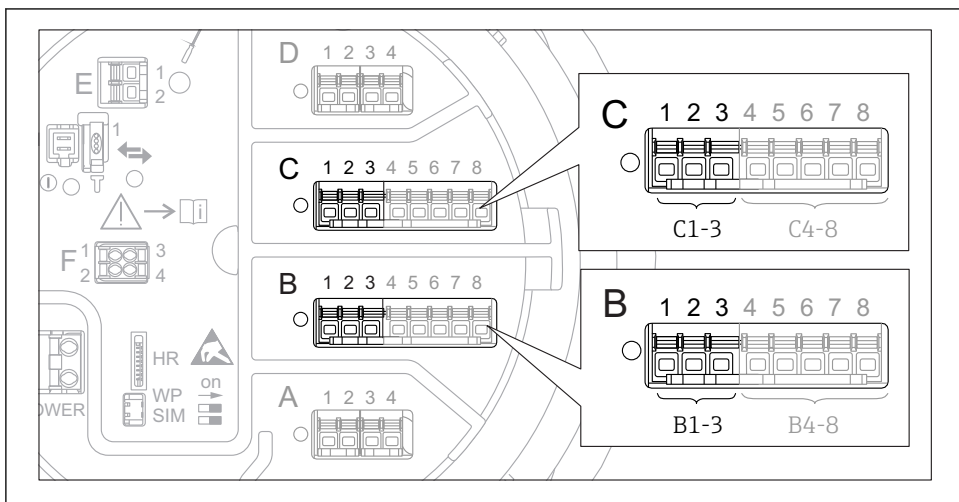 D 1 2 3 4
E 1
2
1
C 1 2 3 4 5 6 7 8
i
F 1 3
2 4
B 1 2 3 4 5 6 7 8
HR
WP on
SIM
OWER
A 1 2 3 4
C 1 2 3 4 5 6 7 8
C1-3 C4-8
B 1 2 3 4 5 6 7 8
B1-3 B4-8